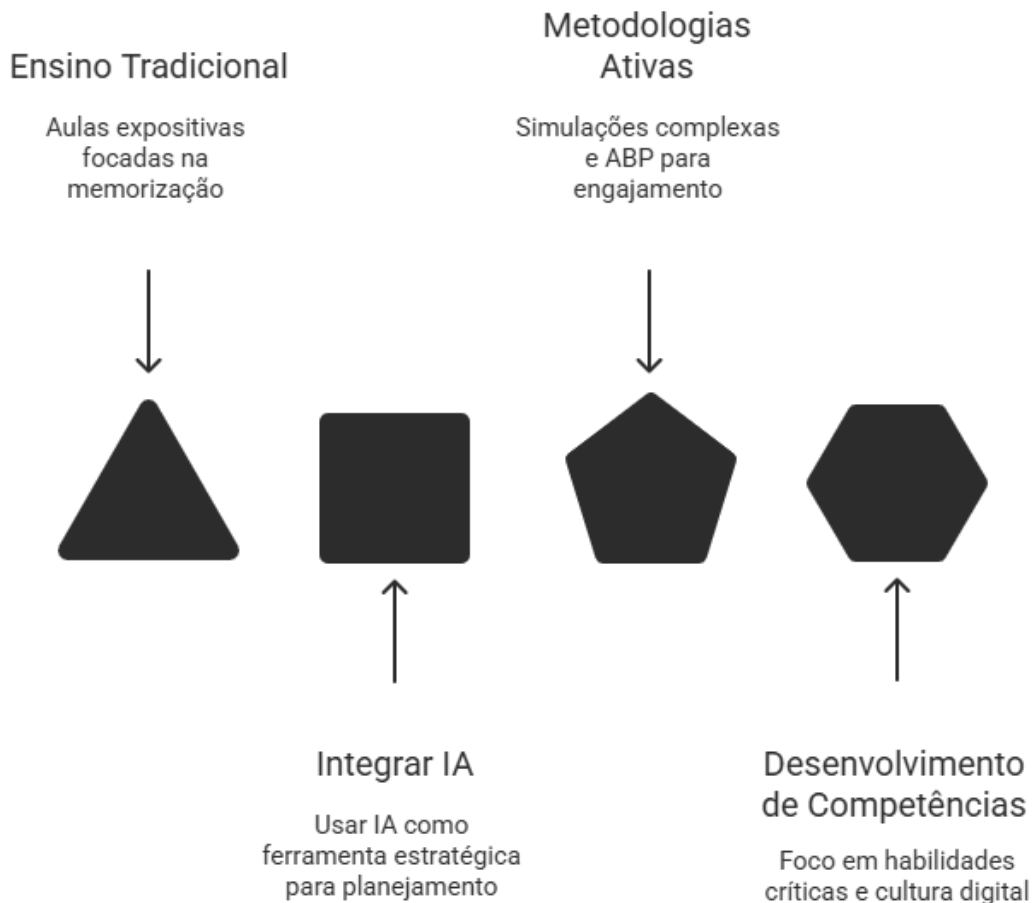 Ensino Tradicional
Aulas expositivas
focadas na
memorização
Metodologias
Ativas
Simulações complexas
e ABP para
engajamento
Integrar IA
Usar IA como
ferramenta estratégica
para planejamento
Desenvolvimento
de Competências
Foco em habilidades
críticas e cultura digital